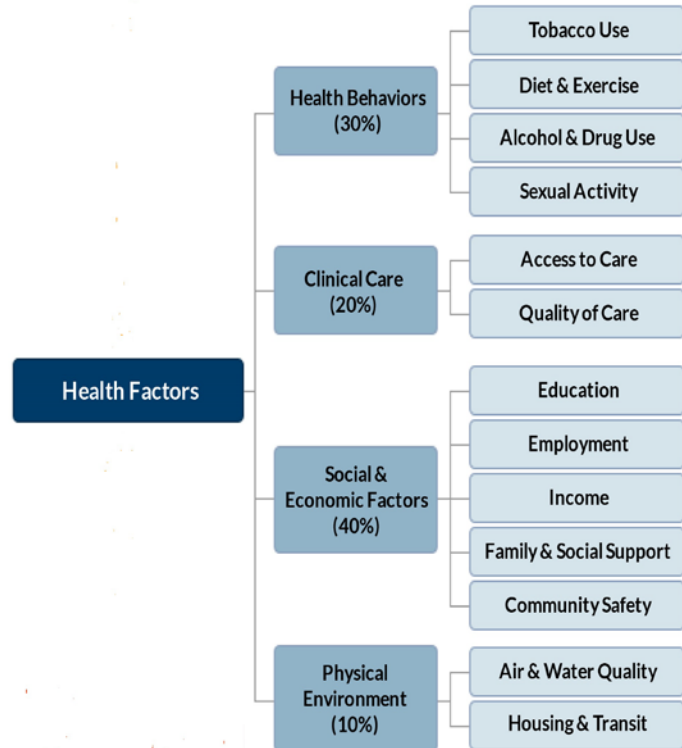 Health Factors
Health Behaviors
(30%)
Tobacco Use
Diet & Exercise
Alcohol & Drug Use
Sexual Activity
Clinical Care
(20%)
Access to Care
Quality of Care
Social &
Economic Factors
(40%)
Education
Employment
Income
Family & Social Support
Community Safety
Physical
Environment
(10%)
Air & Water Quality
Housing & Transit